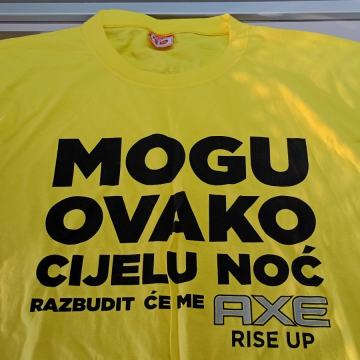 MOGU
OVAKO
CIJELU NOĆ
RAZBUDIT ĆE ME AXE
RISE UP